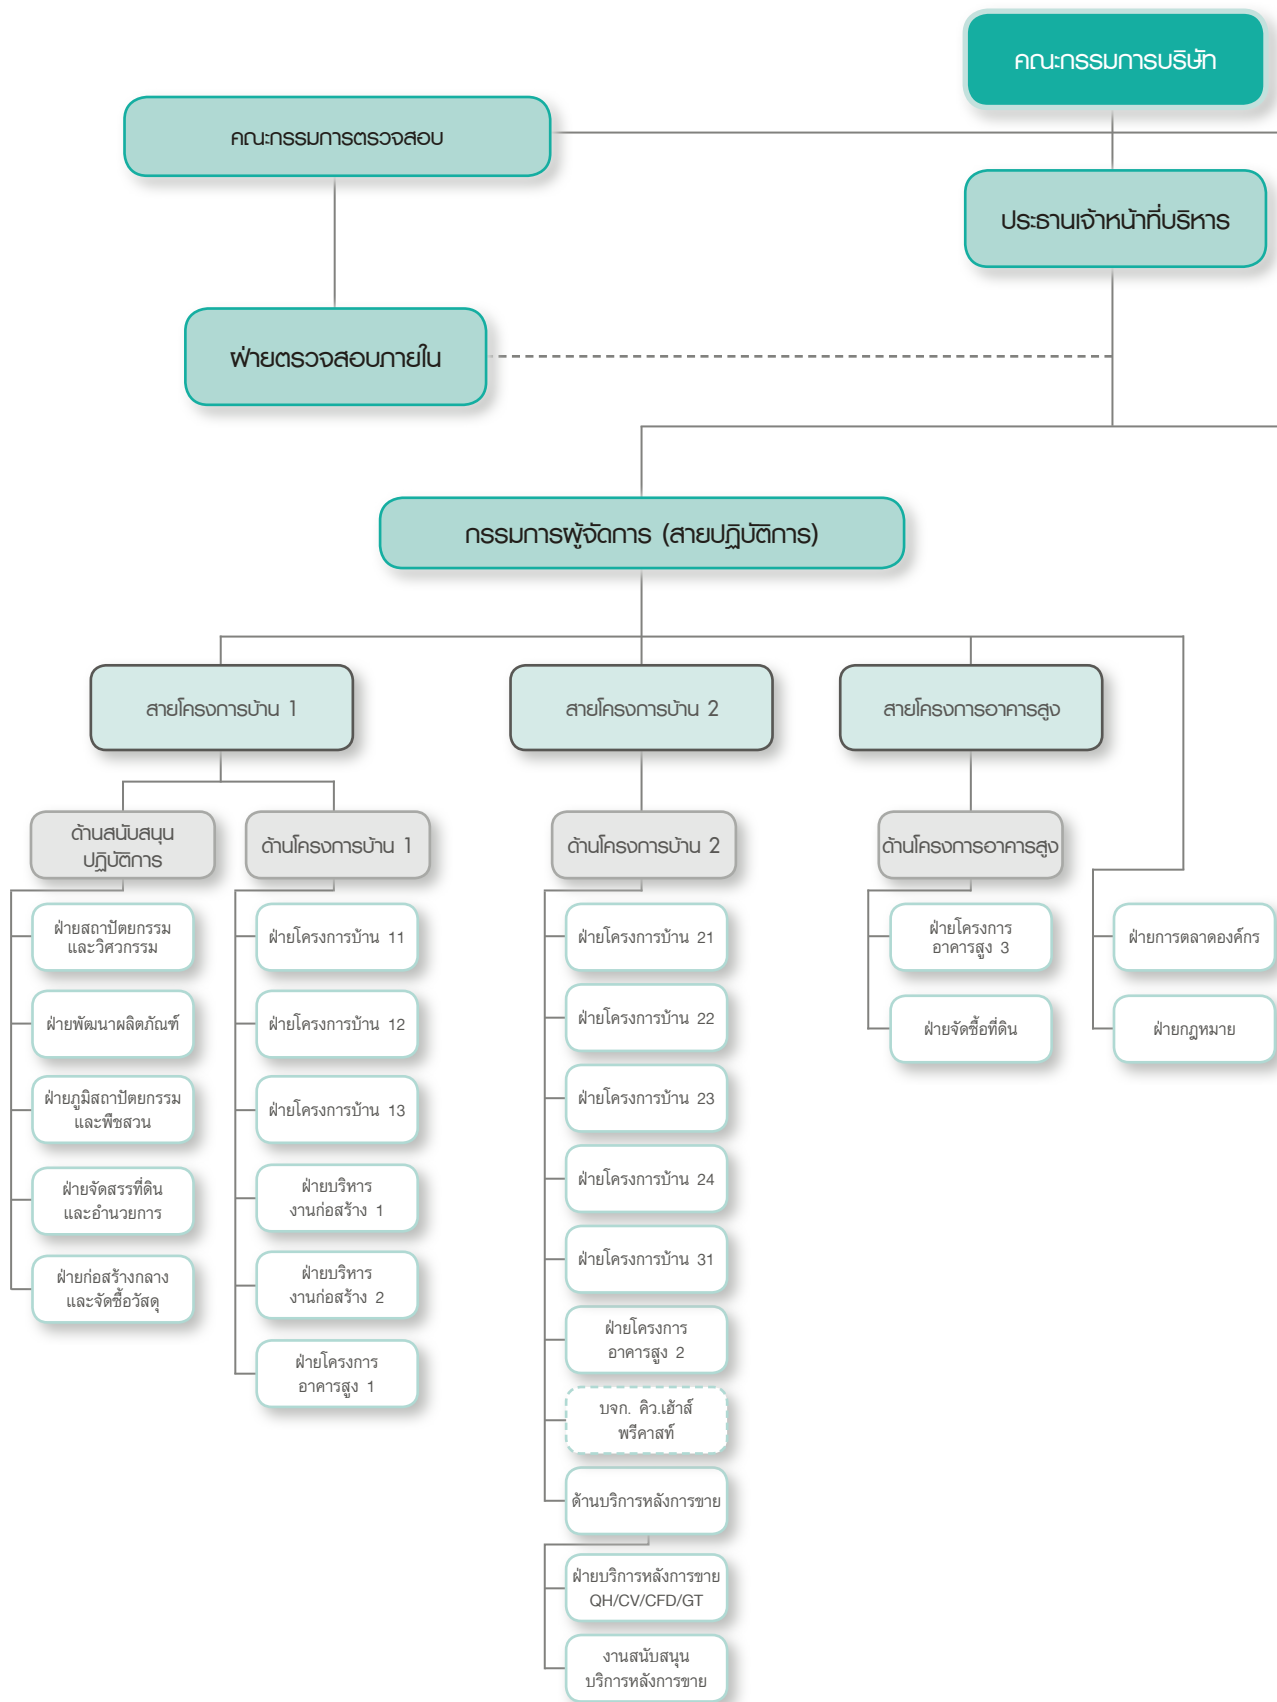 คณะกรรมการบริษัท
คณะกรรมการตรวจสอบ
ประธานเจ้าหน้าที่บริหาร
ฝ่ายตรวจสอบภายใน
กรรมการผู้จัดการ (สายปฏิบัติการ)
สายโครงการบ้าน 1
สายโครงการบ้าน 2
สายโครงการอาคารสูง
ด้านสนับสนุน
ปฏิบัติการ
ด้านโครงการบ้าน 1
ด้านโครงการบ้าน 2
ด้านโครงการอาคารสูง
ฝ่ายสถาปัตยกรรม
และวิศวกรรม
ฝ่ายพัฒนาผลิตภัณฑ์
ฝ่ายภูมิสถาปัตยกรรม
และพืชสวน
ฝ่ายจัดสรรที่ดิน
และอำนวยการ
ฝ่ายก่อสร้างกลาง
และจัดซื้อวัสดุ
ฝ่ายโครงการบ้าน 11
ฝ่ายโครงการบ้าน 12
ฝ่ายโครงการบ้าน 13
ฝ่ายบริหาร
งานก่อสร้าง 1
ฝ่ายบริหาร
งานก่อสร้าง 2
ฝ่ายโครงการ
อาคารสูง 1
ฝ่ายโครงการบ้าน 21
ฝ่ายโครงการบ้าน 22
ฝ่ายโครงการบ้าน 23
ฝ่ายโครงการบ้าน 24
ฝ่ายโครงการบ้าน 31
ฝ่ายโครงการ
อาคารสูง 2
บจก. คิว.เฮ้าส์
พรีคาสท์
ด้านบริการหลังการขาย
ฝ่ายบริการหลังการขาย
QH/CV/CFD/GT
งานสนับสนุน
บริการหลังการขาย
ฝ่ายโครงการ
อาคารสูง 3
ฝ่ายจัดซื้อที่ดิน
ฝ่ายการตลาดองค์กร
ฝ่ายกฎหมาย